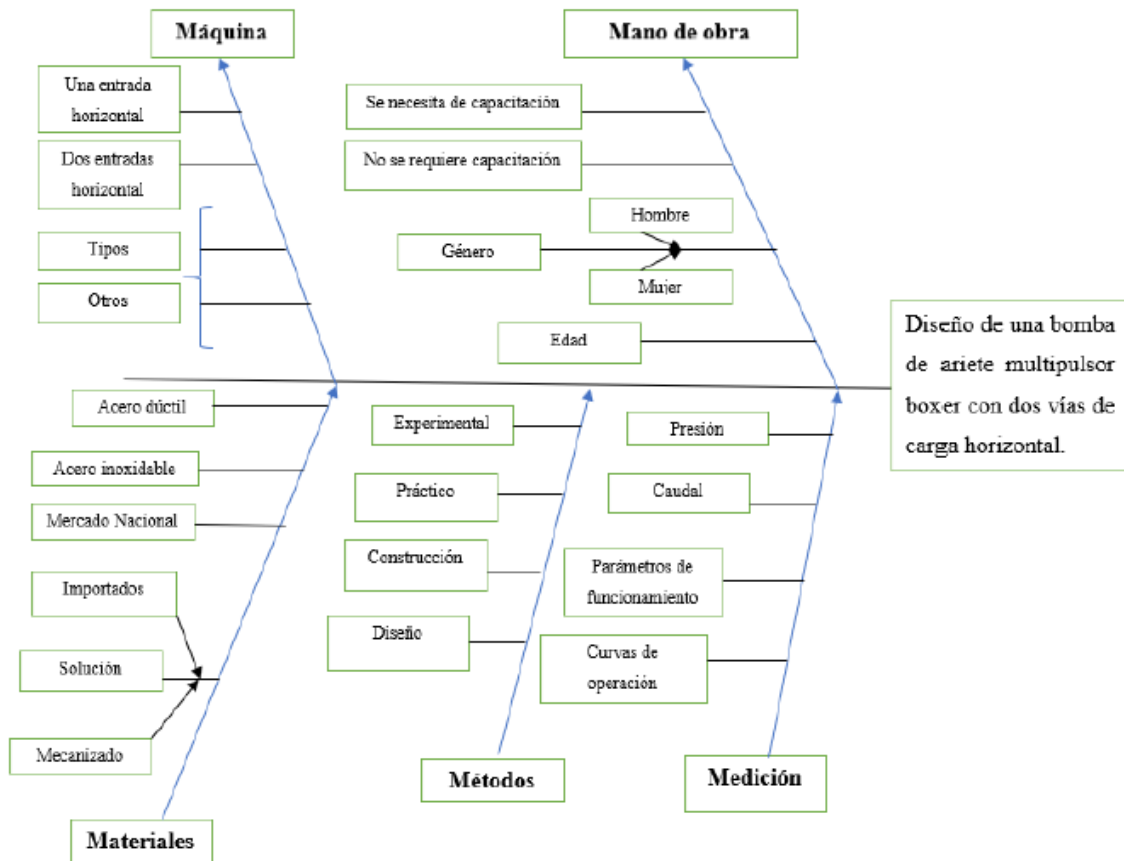 Máquina
Mano de obra
Una entrada
horizontal
Dos entradas
horizontal
Tipos
Otros
Se necesita de capacitación
No se requiere capacitación
Hombre
Género
Mujer
Edad
Diseño de una bomba
de ariete multipulsor
boxer con dos vías de
carga horizontal.
Acero dúctil
Acero inoxidable
Mercado Nacional
Importados
Solución
Mecanizado
Experimental
Práctico
Construcción
Diseño
Presión
Caudal
Parámetros de
funcionamiento
Curvas de
operación
Materiales
Métodos
Medición